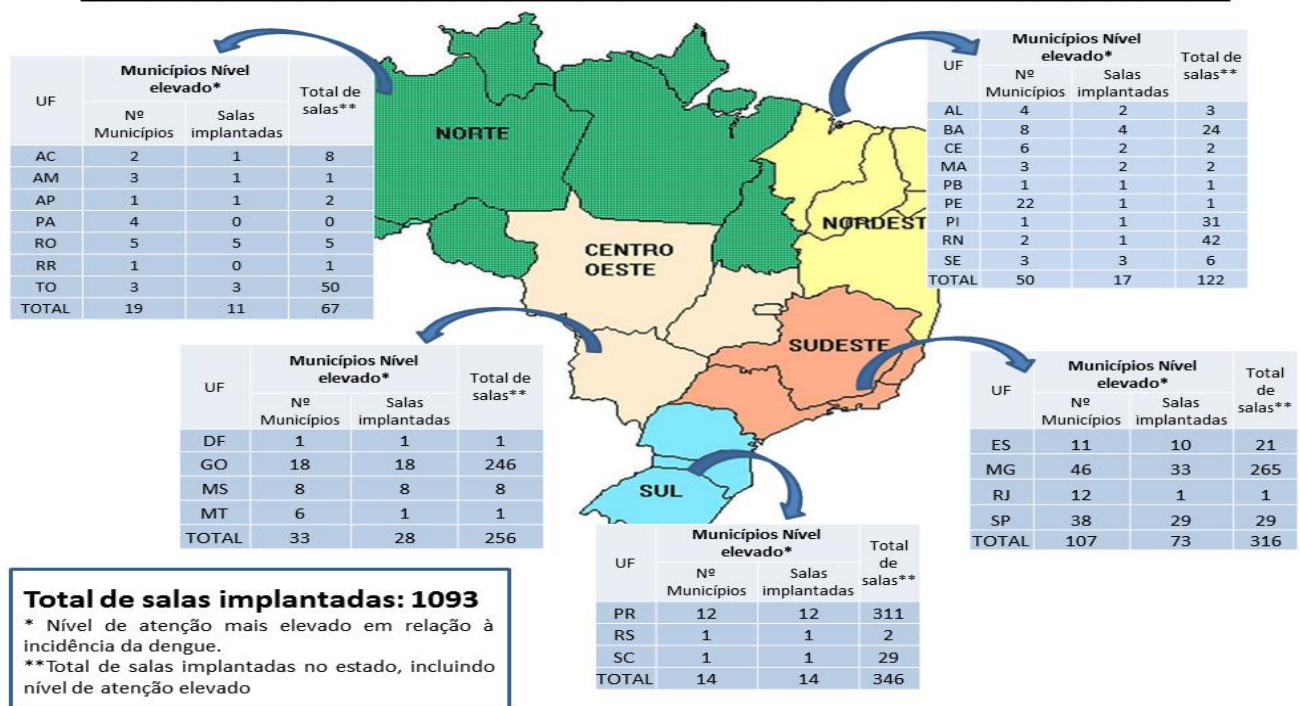 UF Municípios Nível elevado* Total de salas**
Nº Municípios Salas implantadas
AC 2 1 8
AM 3 1 1
AP 1 1 2
PA 4 0 0
RO 5 5 5
RR 1 0 1
TO 3 3 50
TOTAL 19 11 67
NORTE
CENTRO
OESTE
NORDEST
SUDESTE
SUL
UF Municípios Nível elevado* Total de salas**
Nº Municípios Salas implantadas
AL 4 2 3
BA 8 4 24
CE 6 2 2
MA 3 2 2
PB 1 1 1
PE 22 1 1
PI 1 1 31
RN 2 1 42
SE 3 3 6
TOTAL 50 17 122
UF Municípios Nível elevado* Total de salas**
Nº Municípios Salas implantadas
DF 1 1 1
GO 18 18 246
MS 8 8 8
MT 6 1 1
TOTAL 33 28 256
UF Municípios Nível elevado* Total de salas**
Nº Municípios Salas implantadas
ES 11 10 21
MG 46 33 265
RJ 12 1 1
SP 38 29 29
TOTAL 107 73 316
UF Municípios Nível elevado* Total de salas**
Nº Municípios Salas implantadas
PR 12 12 311
RS 1 1 2
SC 1 1 29
TOTAL 14 14 346
Total de salas implantadas: 1093
* Nível de atenção mais elevado em relação à
incidência da dengue.
**Total de salas implantadas no estado, incluindo
nível de atenção elevado